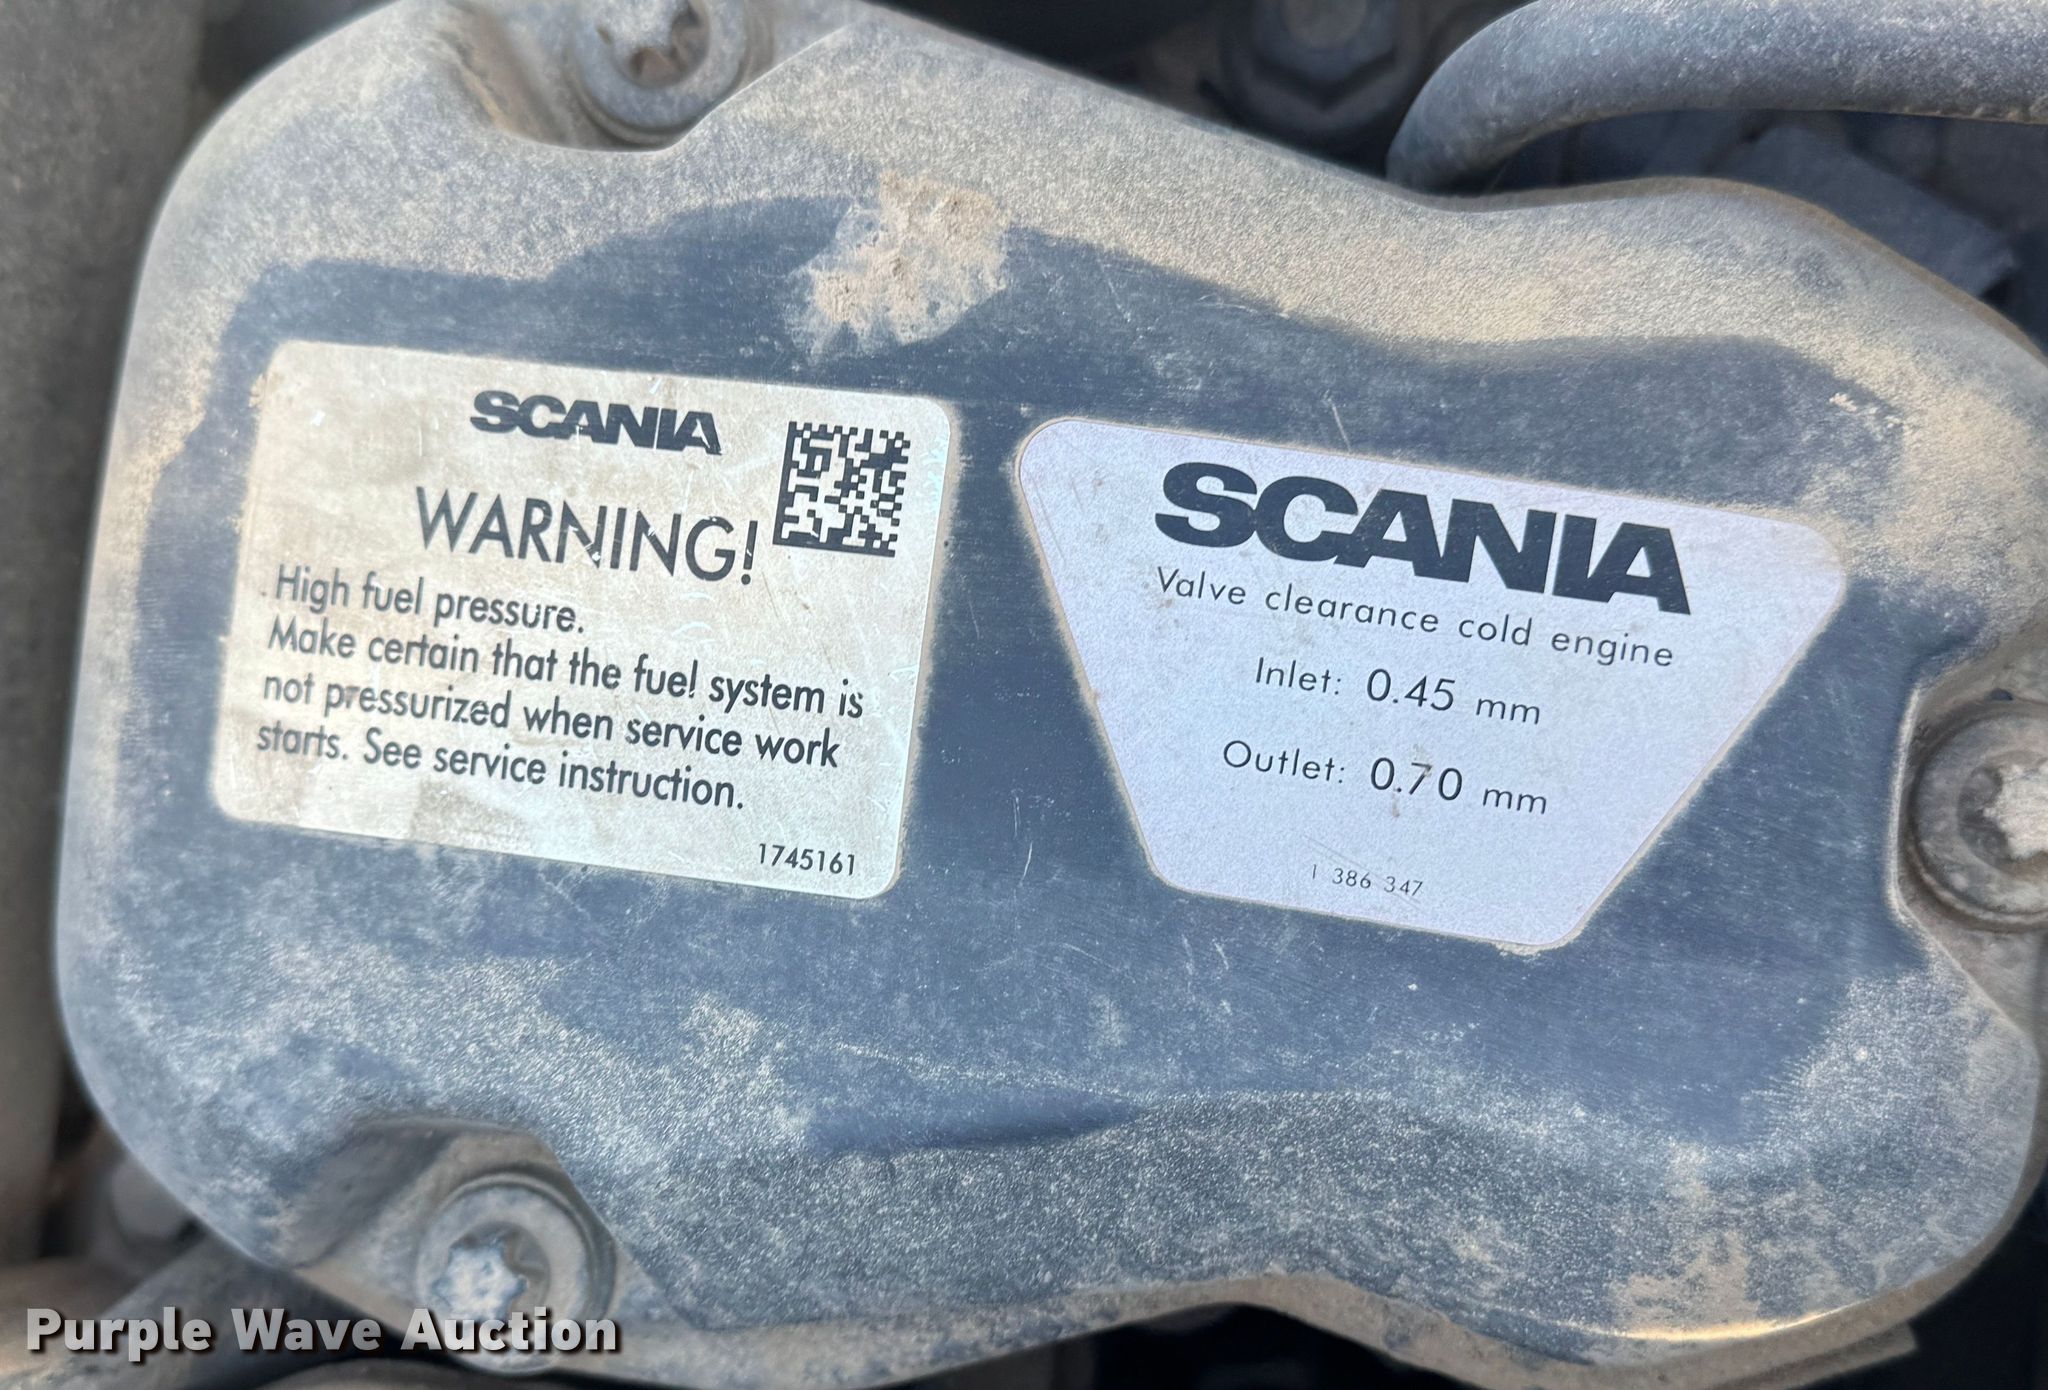 SCANIA
WARNING!
High fuel pressure.
Make certain that the fuel system is
not pressurized when service work
starts. See service instruction.
1745161
SCANIA
Valve clearance cold engine
Inlet: 0.45 mm
Outlet: 0.70 mm
1 386 347
Purple Wave Auction